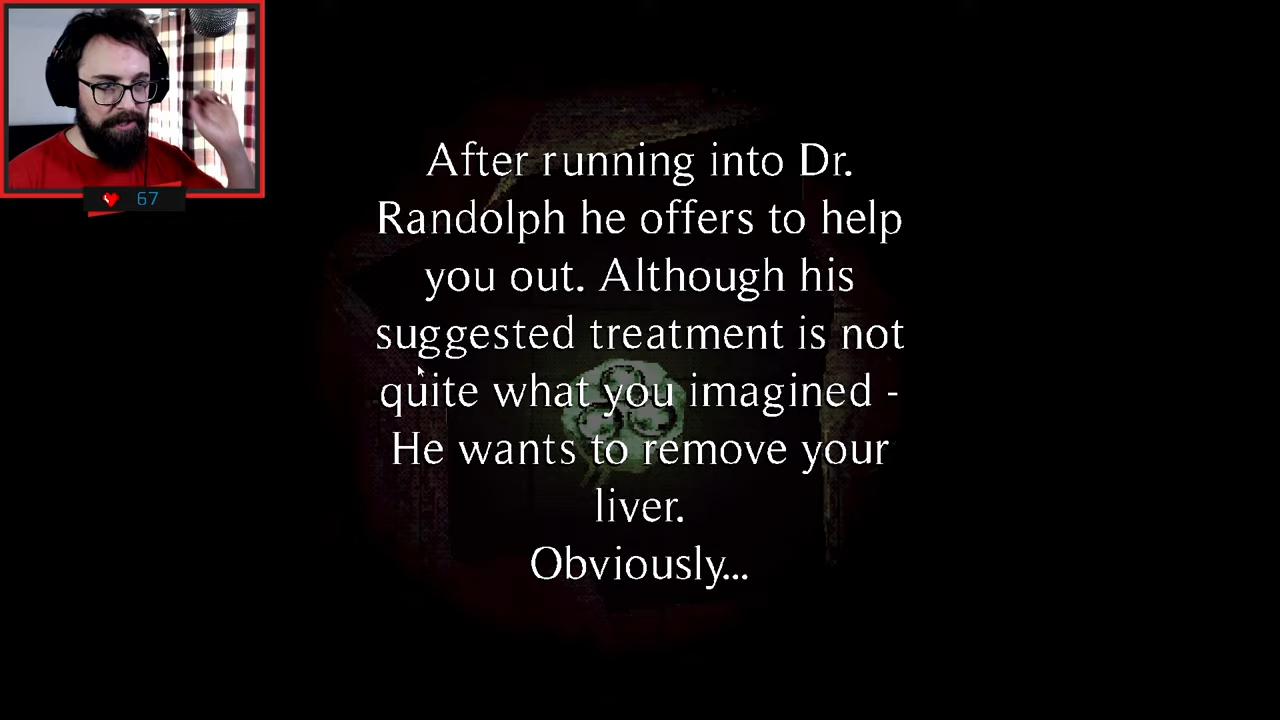 67
After running into Dr.
Randolph he offers to help
you out. Although his
suggested treatment is not
quite what you imagined -
He wants to remove your
liver.
Obviously...